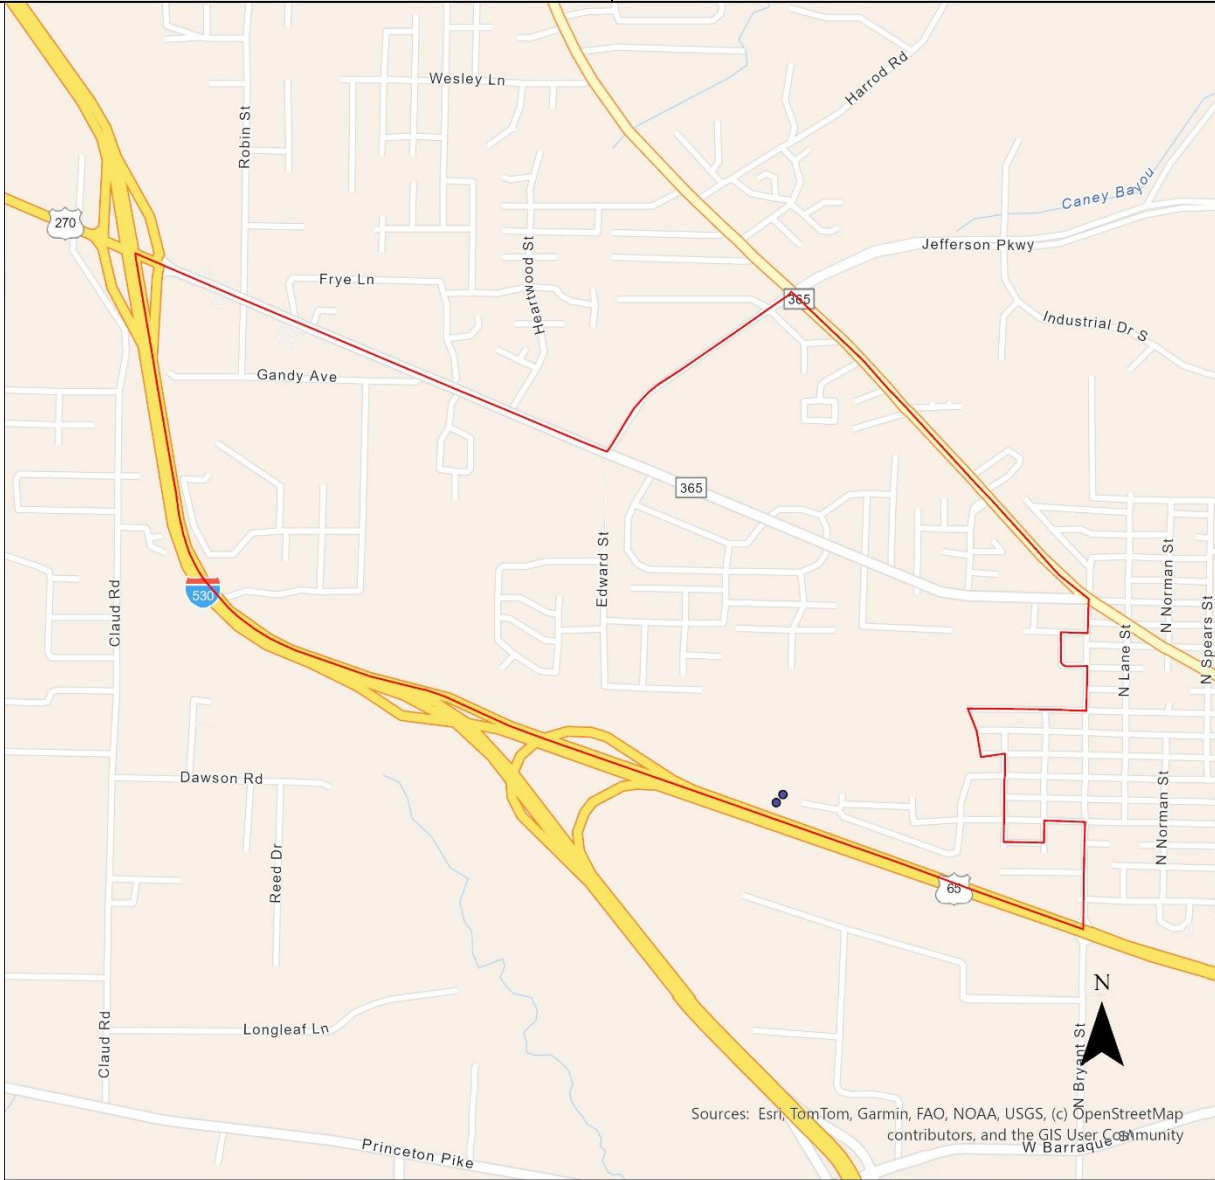 Wesley Ln
Harrod Rd
Robin St
Caney Bayou
270
Jefferson Pkwy
Heartwood St
Frye Ln
365
Industrial Dr S
Gandy Ave
365
Edward St
N Norman St
530
Claud Rd
N Lane St
N Spears St
Dawson Rd
N Norman St
Reed Dr
65
N
Claud Rd
Longleaf Ln
N Bryant St
Sources: Esri, TomTom, Garmin, FAO, NOAA, USGS, (c) OpenStreetMap
contributors, and the GIS User Community
W Barraque St
Princeton Pike